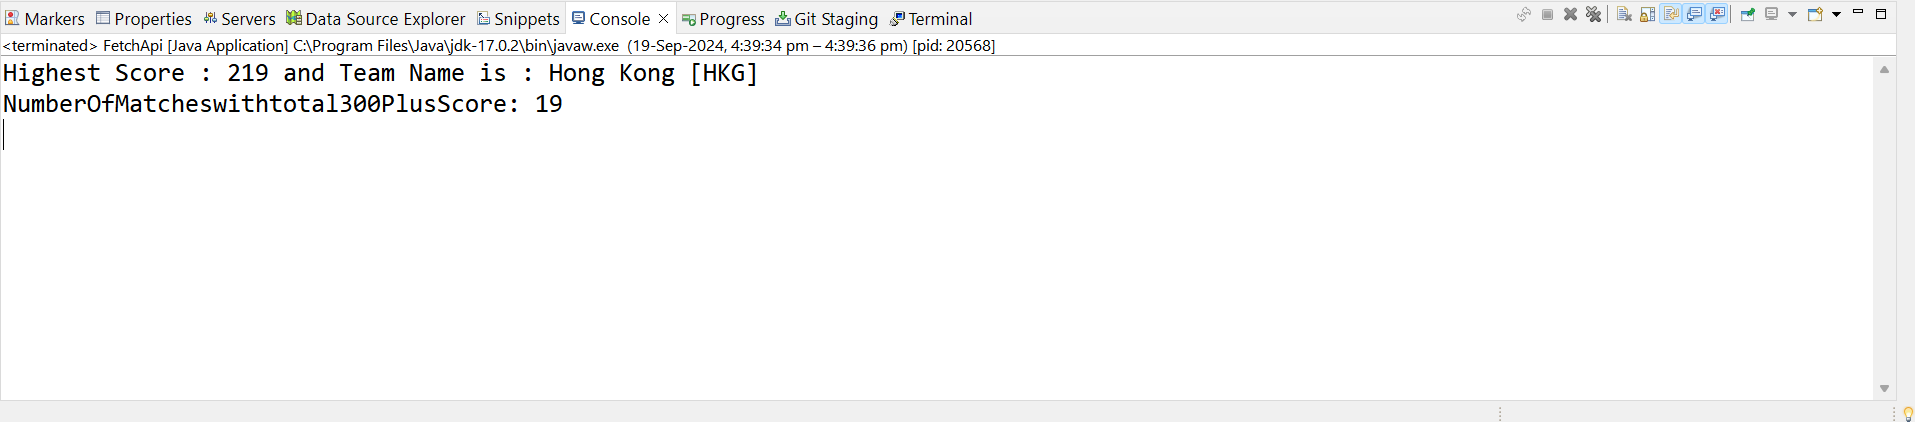 Markers Properties Servers Data Source Explorer Snippets Console Progress Git Staging Terminal
<terminated> FetchApi [Java Application] C:\Program Files\Java\jdk-17.0.2\bin\javaw.exe (19-Sep-2024, 4:39:34 pm – 4:39:36 pm) [pid: 20568]
Highest Score : 219 and Team Name is : Hong Kong [HKG]
NumberOfMatcheswithtotal300PlusScore: 19